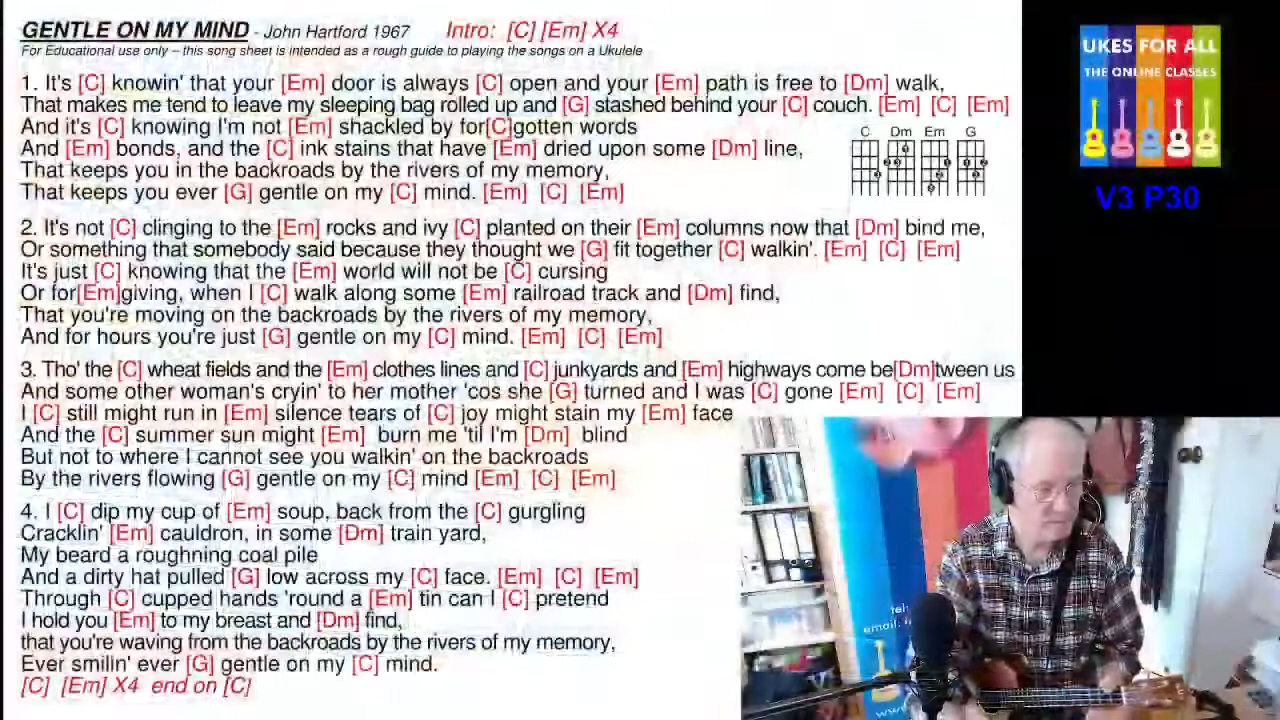 GENTLE ON MY MIND - John Hartford 1967 Intro: [C] [Em] X4
For Educational use only – this song sheet is intended as a rough guide to playing the songs on a Ukulele
1. It's [C] knowin' that your [Em] door is always [C] open and your [Em] path is free to [Dm] walk,
That makes me tend to leave my sleeping bag rolled up and [G] stashed behind your [C] couch. [Em] [C] [Em]
And it's [C] knowing I'm not [Em] shackled by for[C]gotten words
And [Em] bonds, and the [C] ink stains that have [Em] dried upon some [Dm] line,
That keeps you in the backroads by the rivers of my memory,
That keeps you ever [G] gentle on my [C] mind. [Em] [C] [Em]
C Dm Em G
2. It's not [C] clinging to the [Em] rocks and ivy [C] planted on their [Em] columns now that [Dm] bind me,
Or something that somebody said because they thought we [G] fit together [C] walkin'. [Em] [C] [Em]
It's just [C] knowing that the [Em] world will not be [C] cursing
Or for[Em]giving, when I [C] walk along some [Em] railroad track and [Dm] find,
That you're moving on the backroads by the rivers of my memory,
And for hours you're just [G] gentle on my [C] mind. [Em] [C] [Em]
3. Tho' the [C] wheat fields and the [Em] clothes lines and [C] junkyards and [Em] highways come be[Dm]tween us
And some other woman's cryin' to her mother 'cos she [G] turned and I was [C] gone [Em] [C] [Em]
I [C] still might run in [Em] silence tears of [C] joy might stain my [Em] face
And the [C] summer sun might [Em] burn me 'til I'm [Dm] blind
But not to where I cannot see you walkin' on the backroads
By the rivers flowing [G] gentle on my [C] mind [Em] [C] [Em]
4. I [C] dip my cup of [Em] soup, back from the [C] gurgling
Cracklin' [Em] cauldron, in some [Dm] train yard,
My beard a roughning coal pile
And a dirty hat pulled [G] low across my [C] face. [Em] [C] [Em]
Through [C] cupped hands 'round a [Em] tin can I [C] pretend
I hold you [Em] to my breast and [Dm] find,
that you're waving from the backroads by the rivers of my memory,
Ever smilin' ever [G] gentle on my [C] mind.
[C] [Em] X4 end on [C]
UKES FOR ALL
THE ONLINE CLASSES
V3 P30
tel:
email: